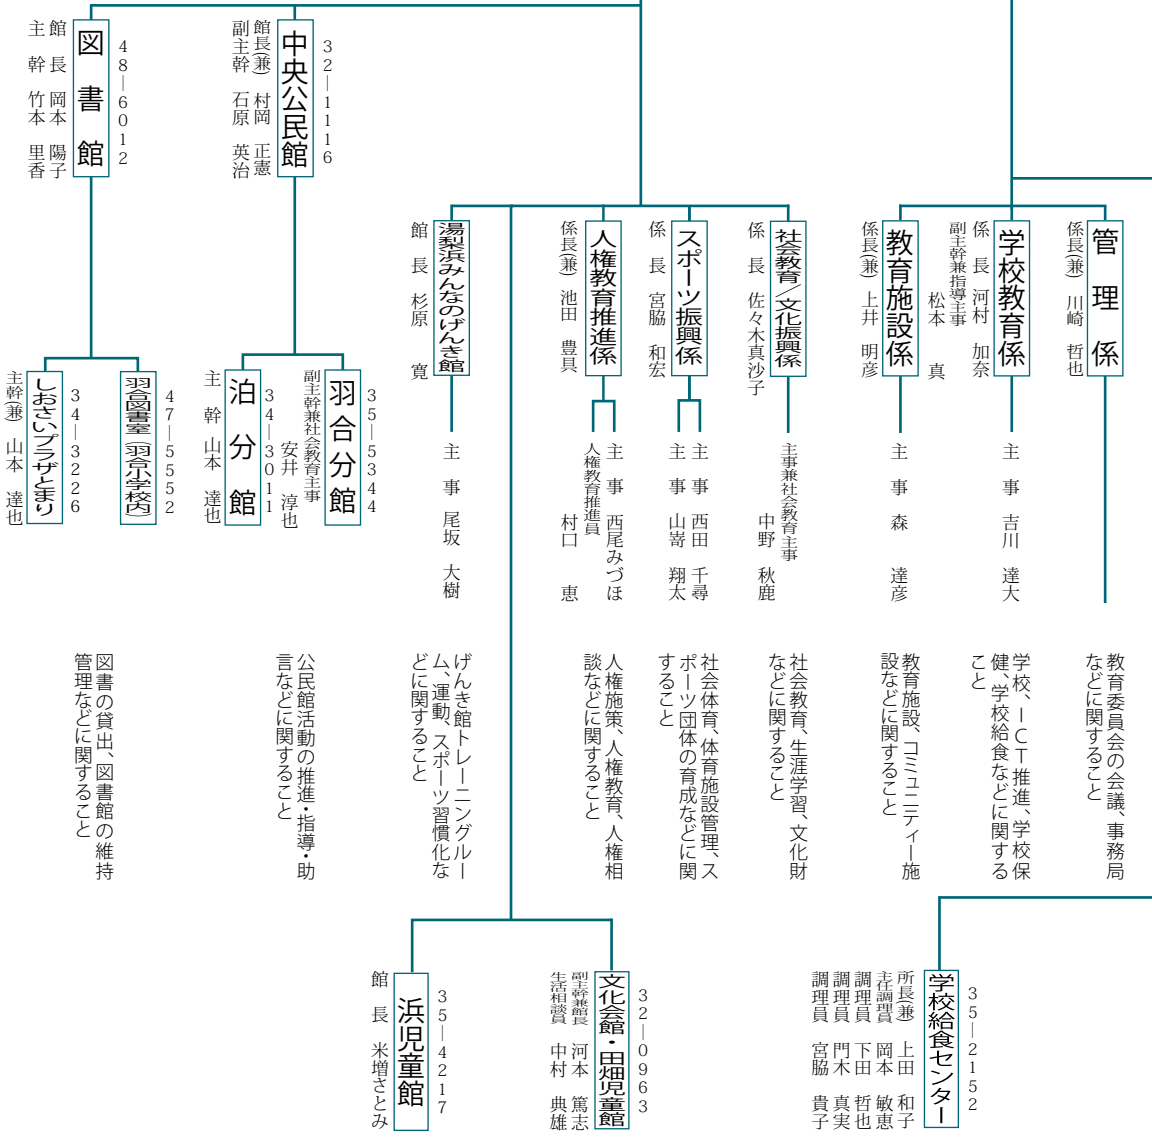 管理係
係長(兼) 川崎 哲也
教育委員会の会議、事務局
などに関すること
学校教育係
係長 河村 加奈
副主幹兼指導主事
松本 真
主事 吉川 達大
学校、ICT推進、学校保
健、学校給食などに関する
こと
教育施設係
係長(兼) 上井 明彦
主事 森 達彦
教育施設、コミュニティー施
設などに関すること
社会教育/文化振興係
係長 佐々木真沙子
主事兼社会教育主事
中野 秋鹿
社会教育、生涯学習、文化財
などに関すること
スポーツ振興係
係長 宮脇 和宏
主事 西田 千尋
主事 山嵜 翔太
社会体育、体育施設管理、ス
ポーツ団体の育成などに関
すること
人権教育推進係
係長(兼) 池田 豊具
主事 西尾みづほ
人権教育推進員
村口 恵
人権施策、人権教育、人権相
談などに関すること
湯梨浜みんなのげんき館
館長 杉原 寛
主事 尾坂 大樹
げんき館トレーニングルー
ム、運動、スポーツ習慣化な
どに関すること
32―1116
中央公民館
館長(兼) 村岡 正憲
副主幹 石原 英治
35―5344
羽合分館
副主幹兼社会教育主事
安井 淳也
34―3011
泊分館
主幹 山本 達也
公民館活動の推進・指導・助
言などに関すること
48―6012
図書館
館長 岡本 陽子
主幹 竹本 里香
47―5552
羽合図書室(羽合小学校内)
34―3226
しおさいプラザとまり
主幹(兼) 山本 達也
図書の貸出、図書館の維持
管理などに関すること
35―2152
学校給食センター
所長(兼) 上田 和子
主任調理員 岡本 敏恵
調理員 下田 哲也
調理員 門木 真実
調理員 宮脇 貴子
32―0963
文化会館・田畑児童館
副主幹兼館長 河本 篤志
生活相談員 中村 典雄
35―4217
浜児童館
館長 米増さとみ